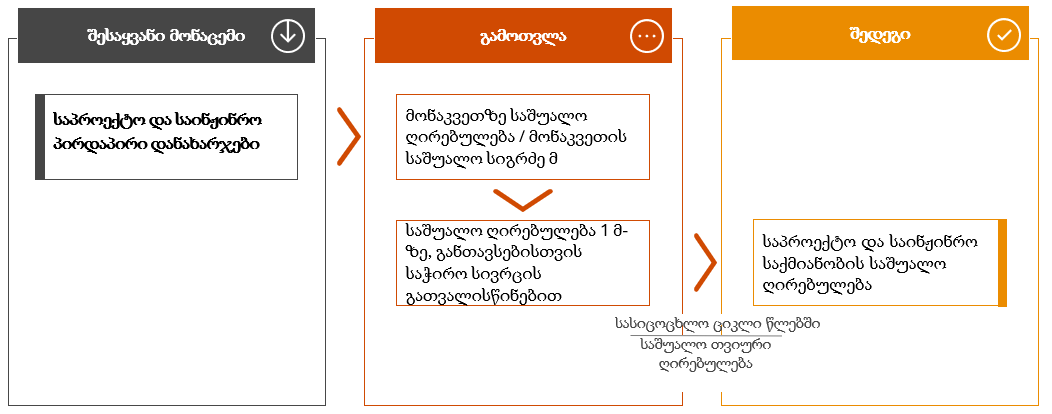 შესაყვანი მონაცემი
გამოთვლა
შედეგი
საპროექტო და საინჟინრო
პირდაპირი დანახარჯები
მონაკვეთზე საშუალო
ღირებულება / მონაკვეთის
საშუალო სიგრძე მ
საშუალო ღირებულება 1 მ-
ზე, განთავსებისთვის
საჭირო სივრცის
გათვალისწინებით
საპროექტო და საინჟინრო
საქმიანობის საშუალო
ღირებულება
სასიცოცხლო ციკლი წლებში
საშუალო თვიური
ღირებულება